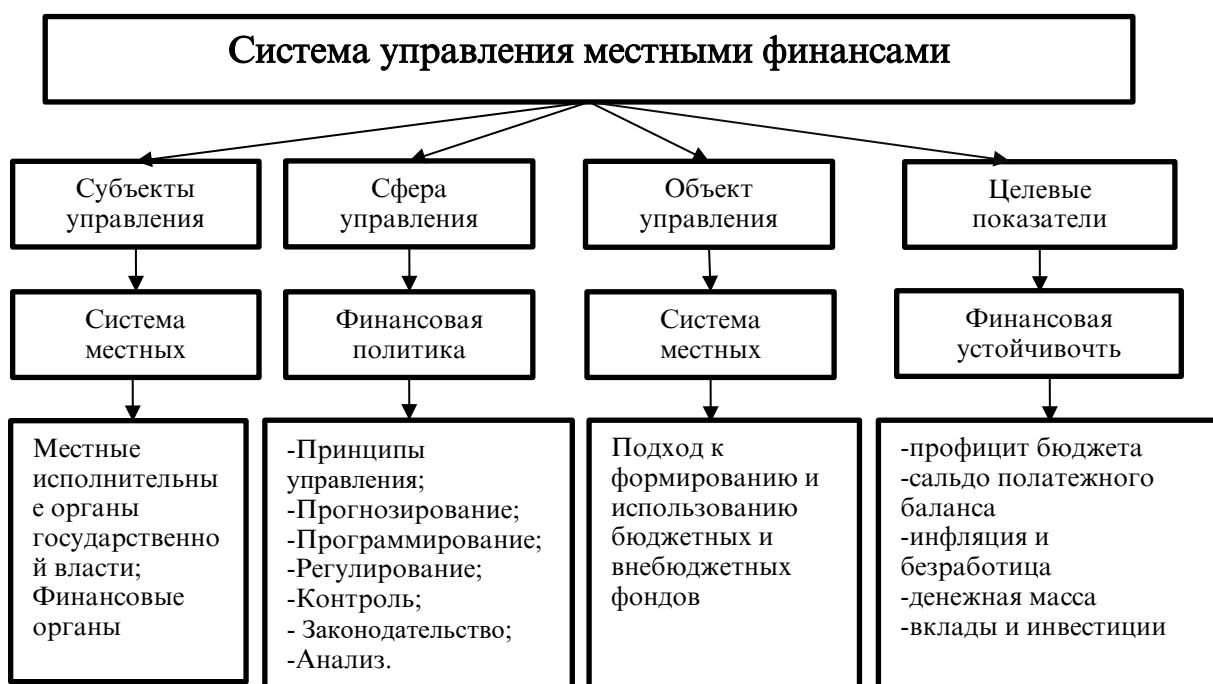 Система управления местными финансами
Субъекты
управления
Сфера
управления
Объект
управления
Целевые
показатели
Система
местных
Финансовая
политика
Система
местных
Финансовая
устойчивочть
Местные
исполнительны
е органы
государственно
й власти;
Финансовые
органы
-Принципы
управления;
-Прогнозирование;
-Программирование;
-Регулирование;
-Контроль;
- Законодательство;
-Анализ.
Подход к
формированию и
использованию
бюджетных и
внебюджетных
фондов
-профицит бюджета
-сальдо полатежного
баланса
-инфляция и
безработица
-денежная масса
-вклады и инвестиции